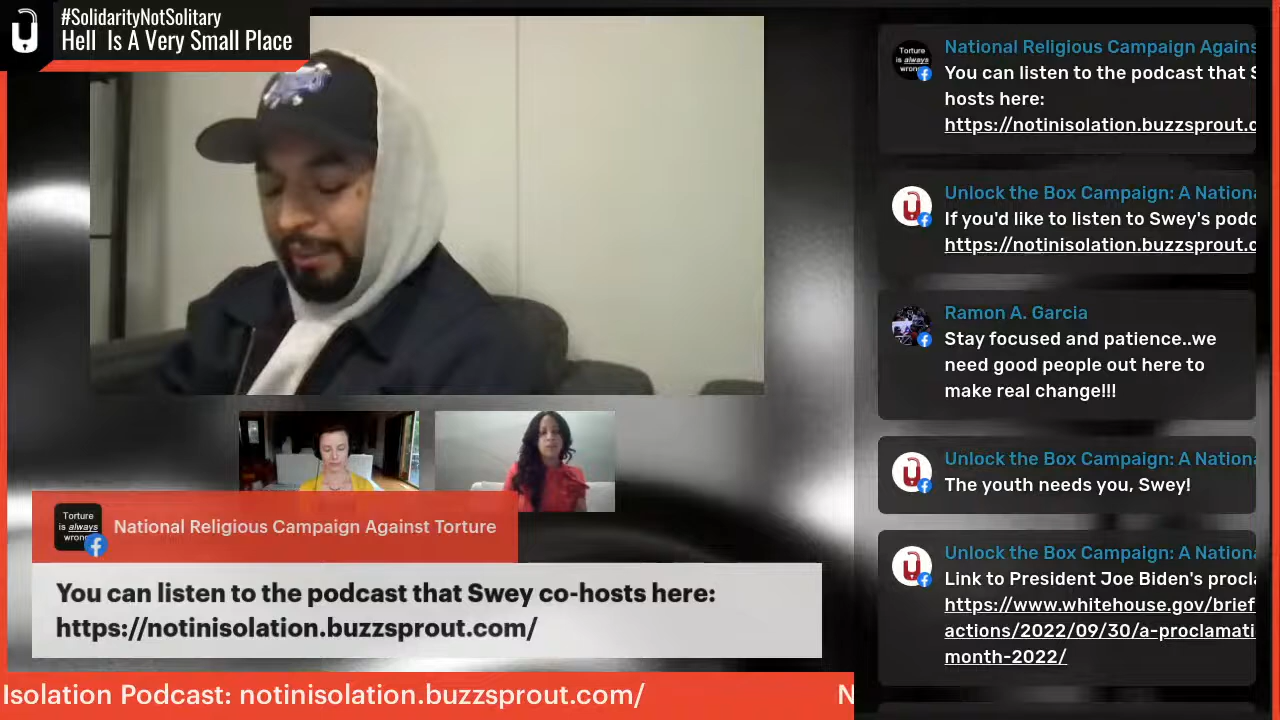 #SolidarityNotSolitary
Hell Is A Very Small Place
National Religious Campaign Agains
You can listen to the podcast that S
hosts here:
https://notinisolation.buzzsprout.c
Unlock the Box Campaign: A Nationa
If you'd like to listen to Swey's podc
https://notinisolation.buzzsprout.c
Ramon A. Garcia
Stay focused and patience..we
need good people out here to
make real change!!!
Unlock the Box Campaign: A Nationa
The youth needs you, Swey!
Unlock the Box Campaign: A Nationa
Link to President Joe Biden's procla
https://www.whitehouse.gov/brief
actions/2022/09/30/a-proclamati
month-2022/
Torture
is always
wrong
National Religious Campaign Against Torture
You can listen to the podcast that Swey co-hosts here:
https://notinisolation.buzzsprout.com/
Isolation Podcast: notinisolation.buzzsprout.com/
N